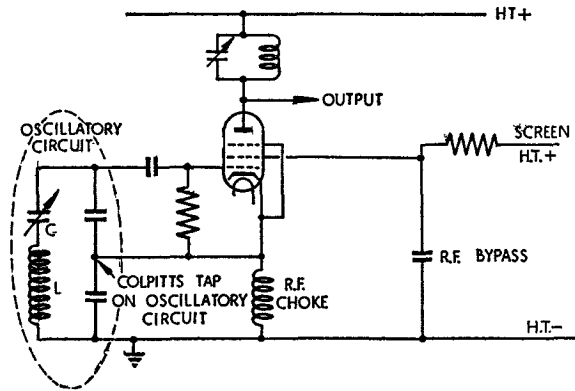 HT+
OUTPUT
OSCILLATORY
CIRCUIT
SCREEN
H.T.+
C
L
COLPITTS TAP
ON OSCILLATORY
CIRCUIT
R.F.
CHOKE
R.F. BYPASS
H.T.-